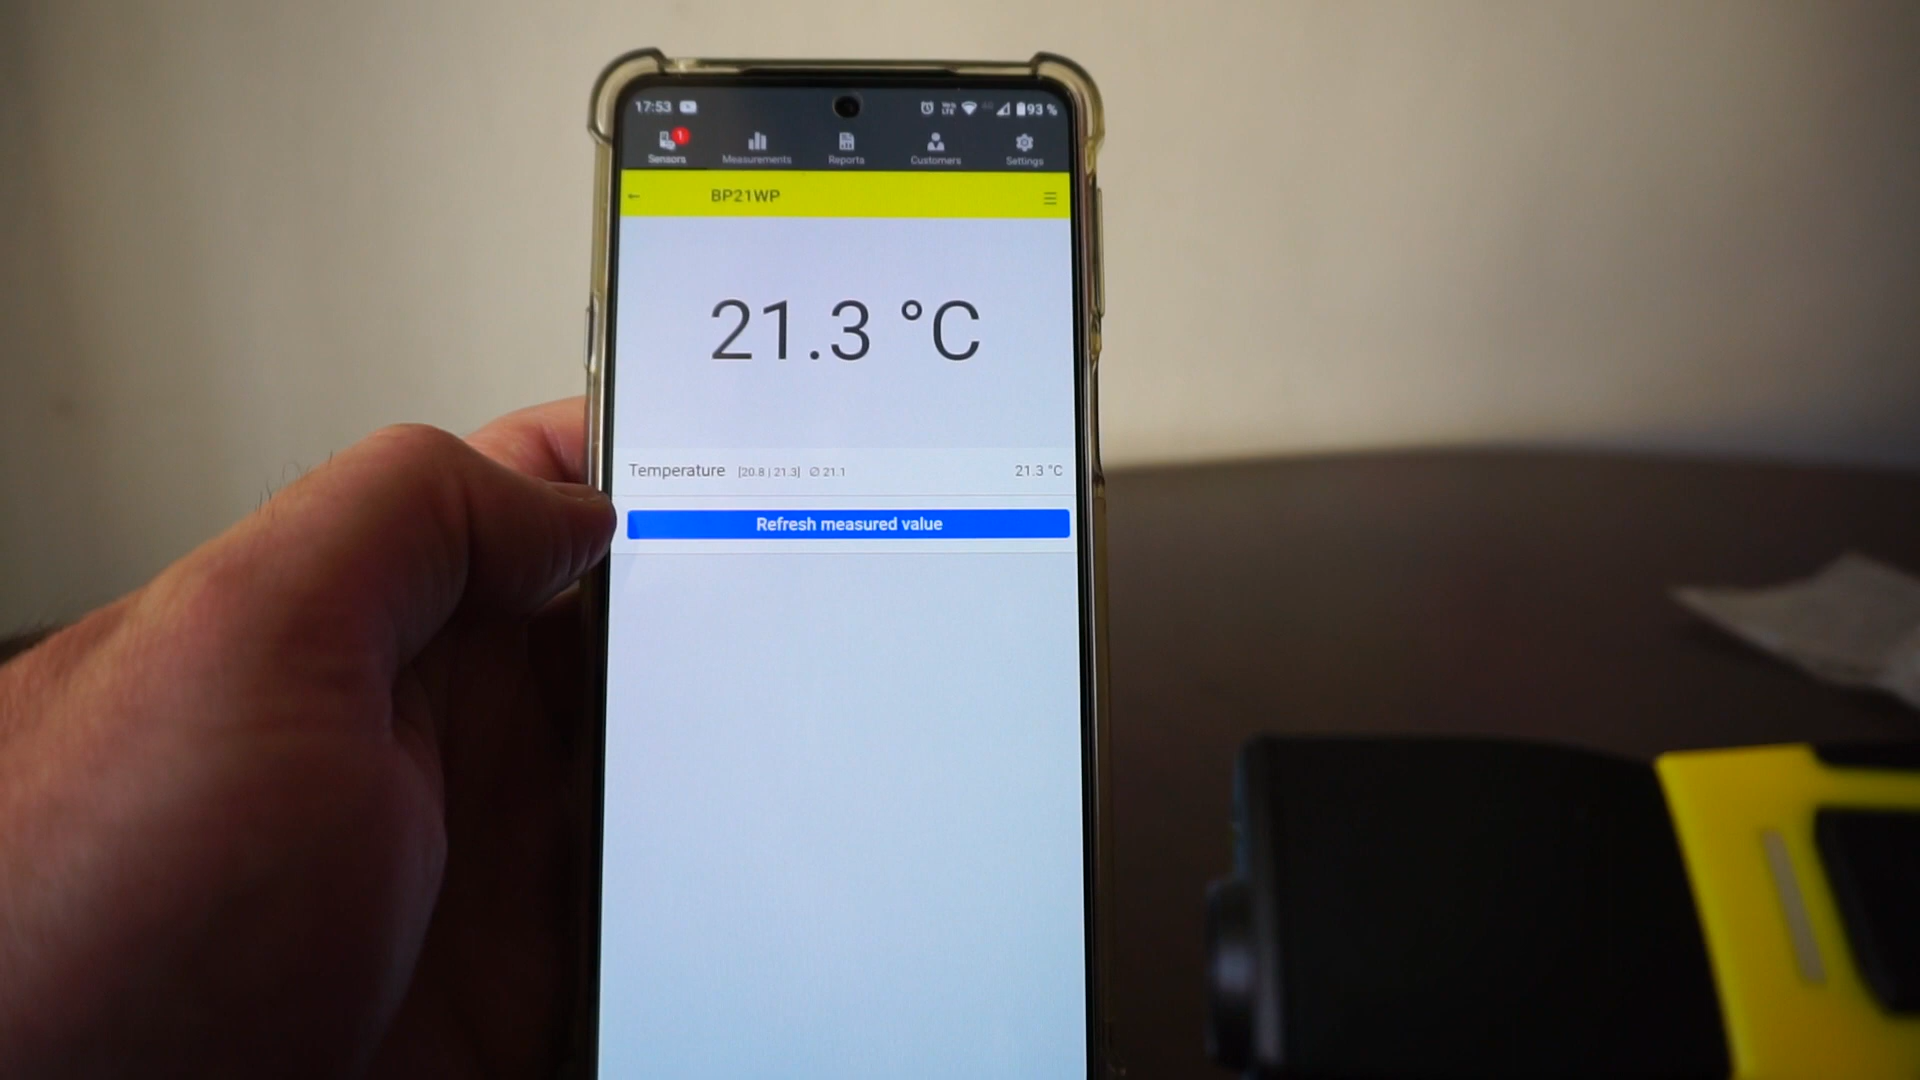 17:53 93 %
1
Sensors Measurements Reports Customers Settings
← BP21WP
21.3 °C
Temperature [20.8 | 21.3] ∅ 21.1 21.3 °C
Refresh measured value